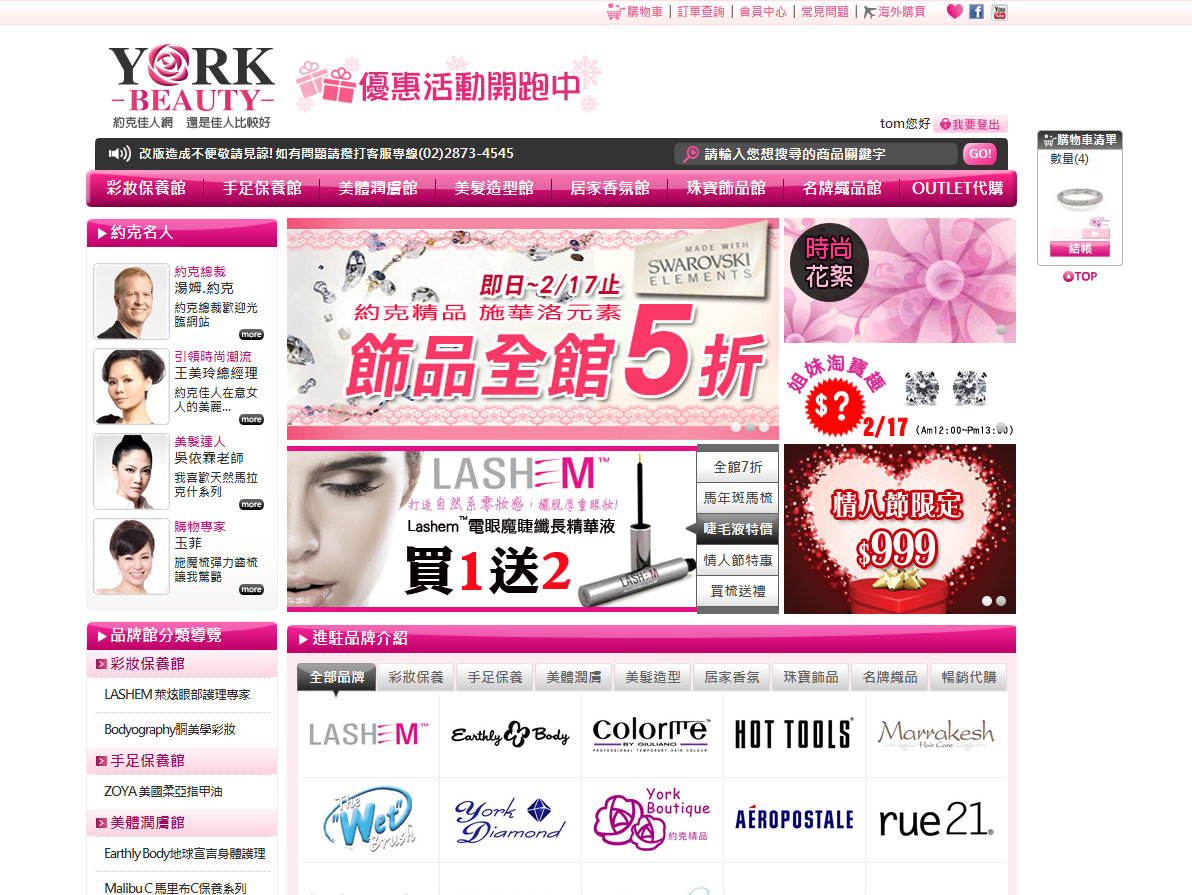 購物車 | 訂單查詢 | 會員中心 | 常見問題 | 海外購買
YORK
-BEAUTY-
約克佳人網 還是佳人比較好
優惠活動開跑中
tom您好 我要登出
改版造成不便敬請見諒! 如有問題請撥打客服專線(02)2873-4545
請輸入您想搜尋的商品關鍵字 GO!
彩妝保養館 手足保養館 美體潤膚館 美髮造型館 居家香氛館 珠寶飾品館 名牌織品館 OUTLET代購
購物車清單
數量(4)
結帳
TOP
約克名人
約克總裁
湯姆.約克
約克總裁歡迎光
臨網站
more
引領時尚潮流
王美玲總經理
約克佳人在意女
人的美麗...
more
美髮達人
吳依霖老師
我喜歡天然馬拉
克什系列
more
購物專家
玉菲
施魔梳彈力齒梳
讓我驚艷
more
MADE WITH
SWAROVSKI
ELEMENTS
即日~2/17止
約克精品 施華洛元素
飾品全館5折
時尚
花絮
姐妹淘寶趣
$?
2/17 (Am12:00~Pm13:00)
LASHEM™
打造自然系零妝感，擺脫厚重眼妝!
Lashem™電眼魔睫纖長精華液
買1送2
LASHEM
全館7折
馬年斑馬梳
睫毛液特價
情人節特惠
買梳送禮
情人節限定
$999
品牌館分類導覽
彩妝保養館
LASHEM 萊炫眼部護理專家
Bodyography胴美學彩妝
手足保養館
ZOYA 美國柔亞指甲油
美體潤膚館
Earthly Body地球宣言身體護理
Malibu C 馬里布C保養系列
進駐品牌介紹
全部品牌 彩妝保養 手足保養 美體潤膚 美髮造型 居家香氛 珠寶飾品 名牌織品 暢銷代購
LASHEM™
Earthly Body
Colorme™
BY GIULIANO
PROFESSIONAL TEMPORARY HAIR COLOUR
HOT TOOLS®
Marrakesh
Hair Care
The
"Wet"
Brush
York
Diamond
York
Boutique
約克精品
AÉROPOSTALE
rue21®